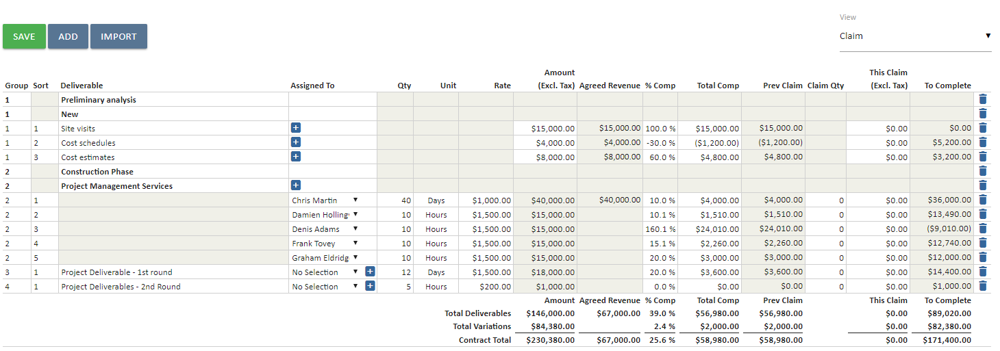 View
SAVE ADD IMPORT Claim
Amount This Claim
Group Sort Deliverable Assigned To Qty Unit Rate (Excl. Tax) Agreed Revenue % Comp Total Comp Prev Claim Claim Qty (Excl. Tax) To Complete
1 Preliminary analysis
1 New
1 1 Site visits $15,000.00 $15,000.00 100.0 % $15,000.00 $15,000.00 $0.00 $0.00
1 2 Cost schedules $4,000.00 $4,000.00 -30.0 % ($1,200.00) ($1,200.00) $0.00 $5,200.00
1 3 Cost estimates $8,000.00 $8,000.00 60.0 % $4,800.00 $4,800.00 $0.00 $3,200.00
2 Construction Phase
2 Project Management Services
2 1 Chris Martin 40 Days $1,000.00 $40,000.00 $40,000.00 10.0 % $4,000.00 $4,000.00 0 $0.00 $36,000.00
2 2 Damien Holling 10 Hours $1,500.00 $15,000.00 10.1 % $1,510.00 $1,510.00 0 $0.00 $13,490.00
2 3 Denis Adams 10 Hours $1,500.00 $15,000.00 160.1 % $24,010.00 $24,010.00 0 $0.00 ($9,010.00)
2 4 Frank Tovey 10 Hours $1,500.00 $15,000.00 15.1 % $2,260.00 $2,260.00 0 $0.00 $12,740.00
2 5 Graham Eldridg 10 Hours $1,500.00 $15,000.00 20.0 % $3,000.00 $3,000.00 0 $0.00 $12,000.00
3 1 Project Deliverable - 1st round No Selection 12 Days $1,500.00 $18,000.00 20.0 % $3,600.00 $3,600.00 0 $0.00 $14,400.00
4 1 Project Deliverables - 2nd Round No Selection 5 Hours $200.00 $1,000.00 0.0 % $0.00 $0.00 0 $0.00 $1,000.00
Amount Agreed Revenue % Comp Total Comp Prev Claim This Claim To Complete
Total Deliverables $146,000.00 $67,000.00 39.0 % $56,980.00 $56,980.00 $0.00 $89,020.00
Total Variations $84,380.00 2.4 % $2,000.00 $2,000.00 $0.00 $82,380.00
Contract Total $230,380.00 $67,000.00 25.6 % $58,980.00 $58,980.00 $0.00 $171,400.00